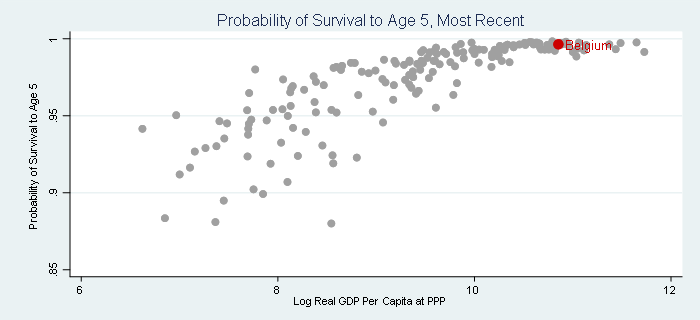 Probability of Survival to Age 5, Most Recent
Probability of Survival to Age 5
1
.95
.9
.85
Belgium
6
8
10
12
Log Real GDP Per Capita at PPP